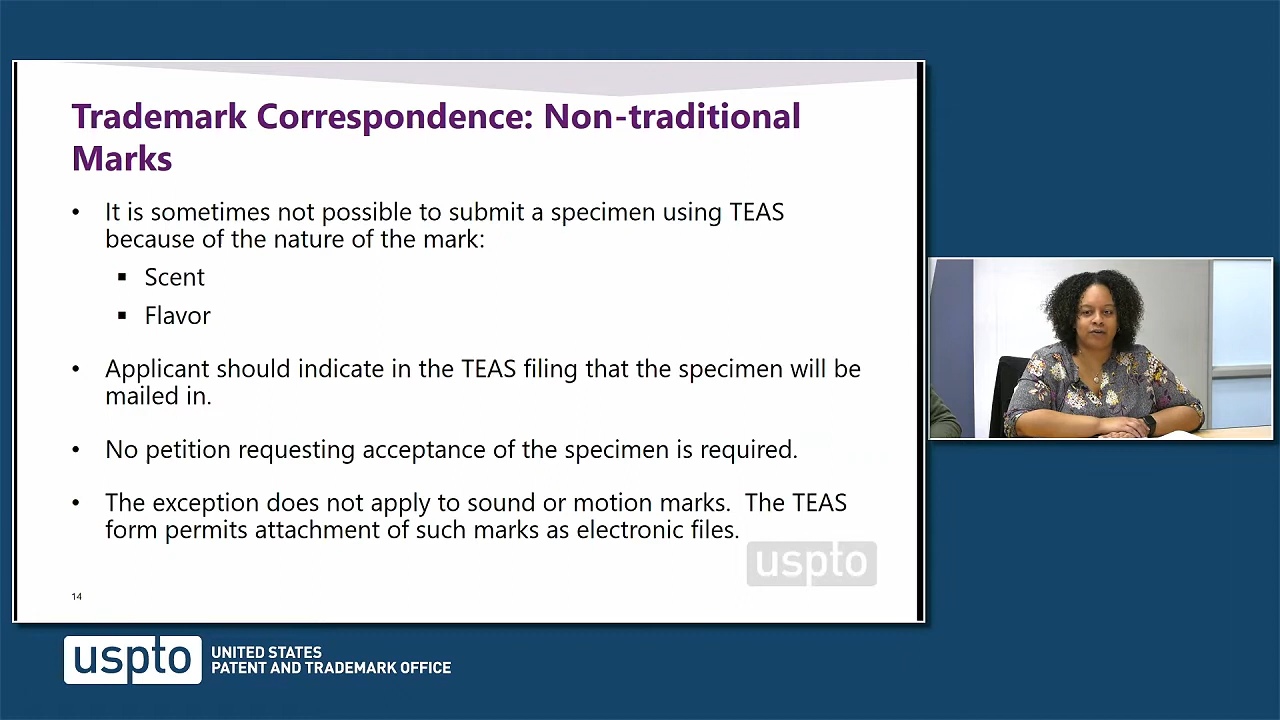 Trademark Correspondence: Non-traditional
Marks
• It is sometimes not possible to submit a specimen using TEAS
because of the nature of the mark:
▪ Scent
▪ Flavor
• Applicant should indicate in the TEAS filing that the specimen will be
mailed in.
• No petition requesting acceptance of the specimen is required.
• The exception does not apply to sound or motion marks.  The TEAS
form permits attachment of such marks as electronic files.
uspto
14
uspto
UNITED STATES
PATENT AND TRADEMARK OFFICE